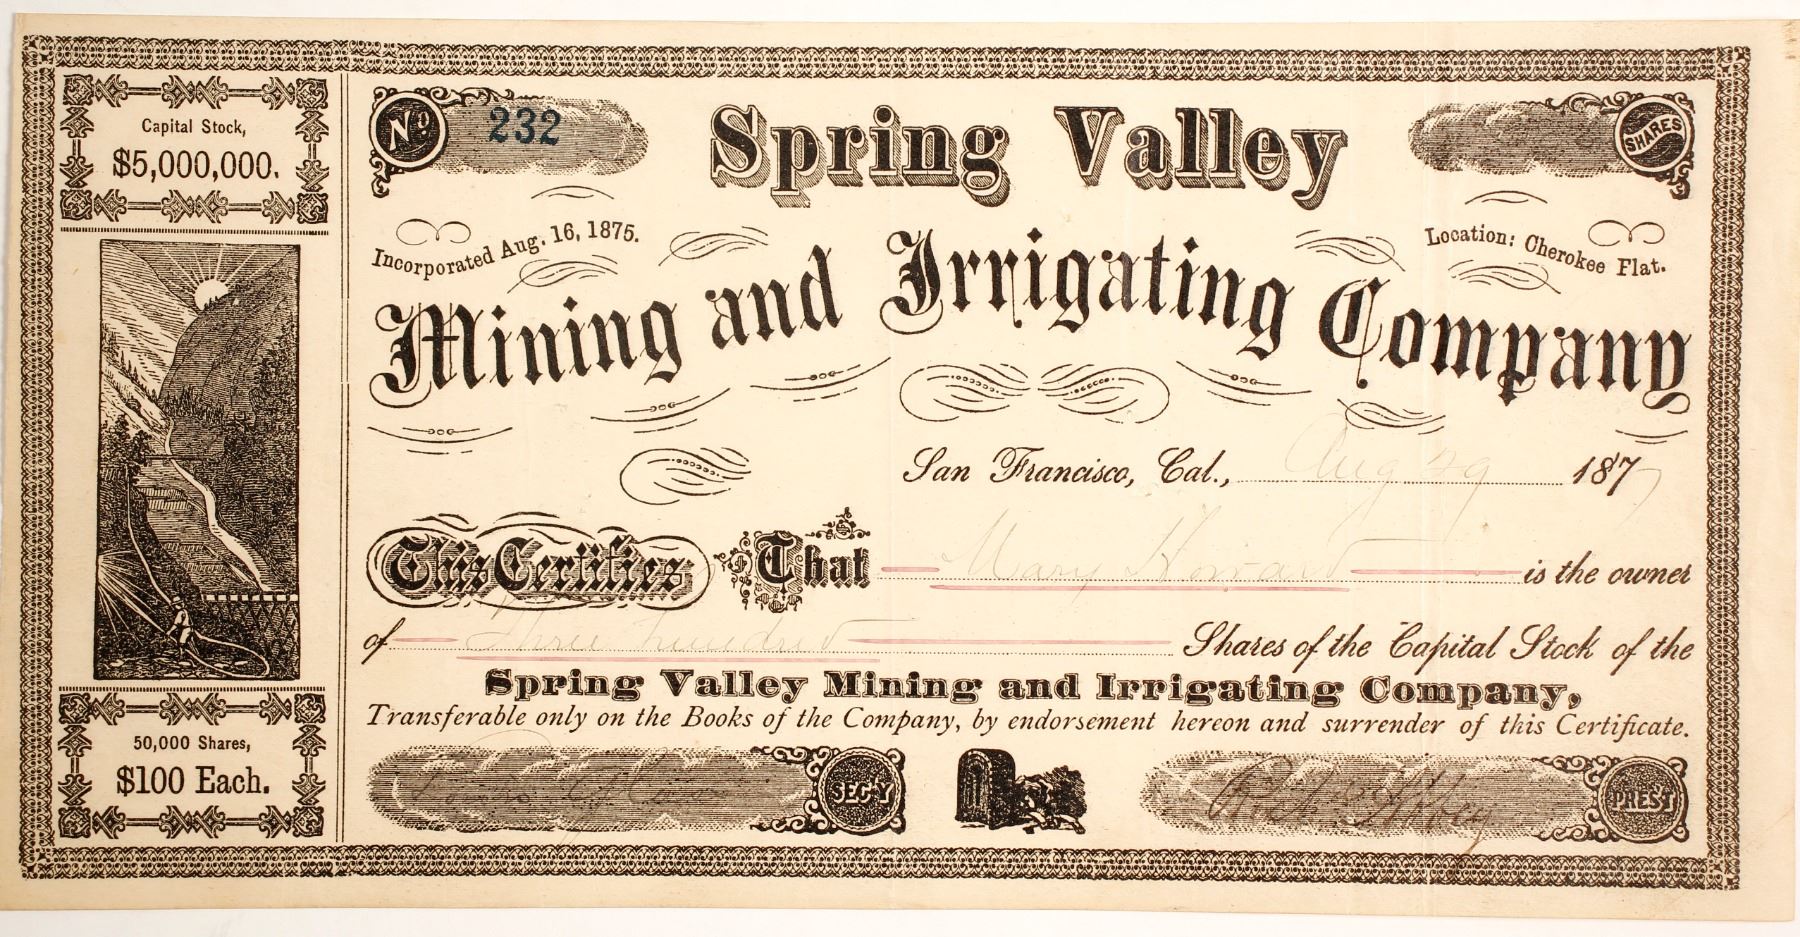 Capital Stock,
$5,000,000.
50,000 Shares,
$100 Each.
No. 232
Spring Valley
SHARES
Incorporated Aug. 16, 1875.
Location: Cherokee Flat.
Mining and Irrigating Company
San Francisco, Cal., Aug 29 1877
This Certifies That Mary Howard is the owner
of Three hundred Shares of the Capital Stock of the
Spring Valley Mining and Irrigating Company,
Transferable only on the Books of the Company, by endorsement hereon and surrender of this Certificate.
SEC'Y
PRES'T